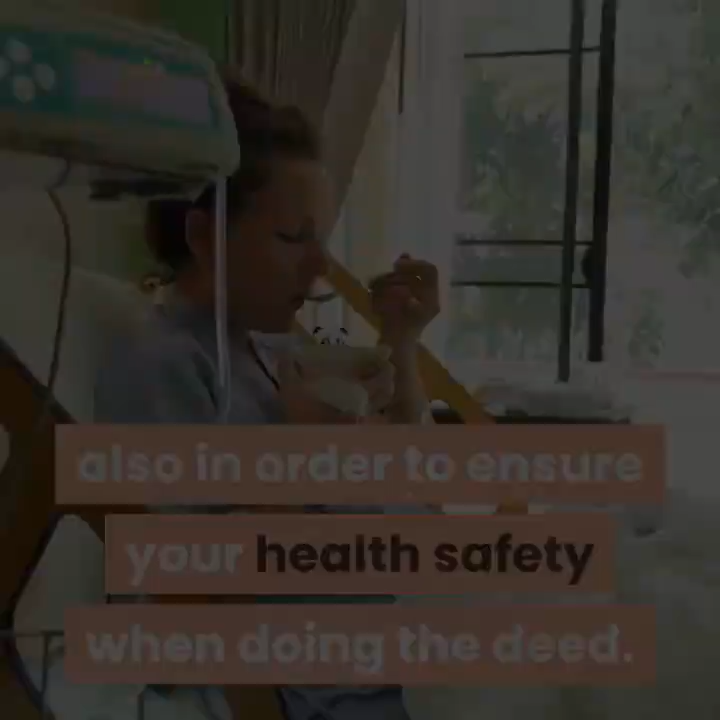 also in order to ensure
your health safety
when doing the deed.